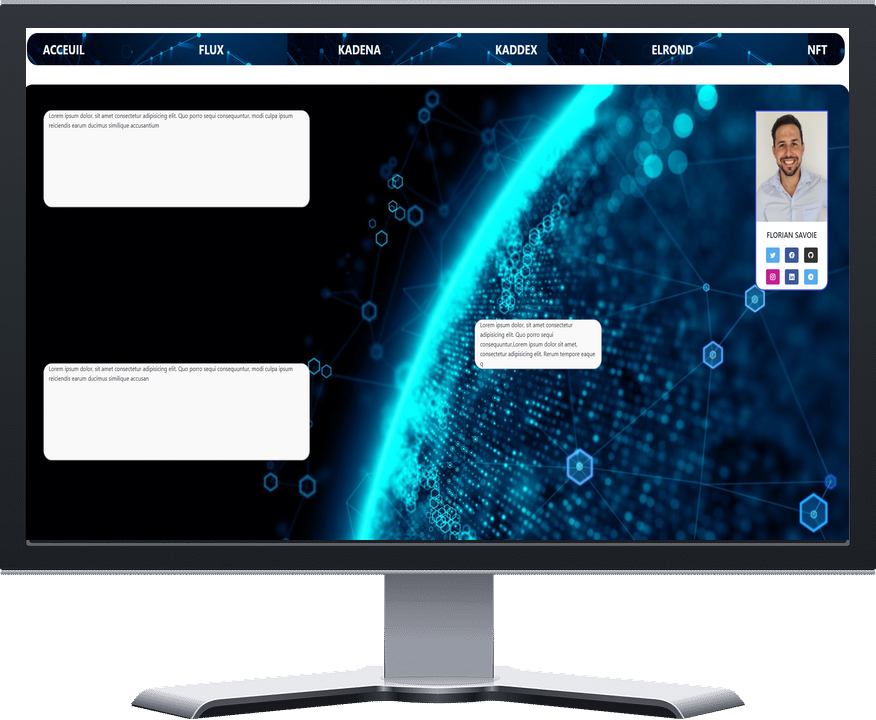 ACCEUIL FLUX KADENA KADDEX ELROND NFT
Lorem ipsum dolor, sit amet consectetur adipisicing elit. Quo porro sequi consequuntur, modi culpa ipsum
reiciendis earum ducimus similique accusantium
FLORIAN SAVOIE
Lorem ipsum dolor, sit amet consectetur
adipisicing elit. Quo porro sequi
consequuntur,Lorem ipsum dolor sit amet,
consectetur adipisicing elit. Rerum tempore eaque
q
Lorem ipsum dolor, sit amet consectetur adipisicing elit. Quo porro sequi consequuntur, modi culpa ipsum
reiciendis earum ducimus similique accusan